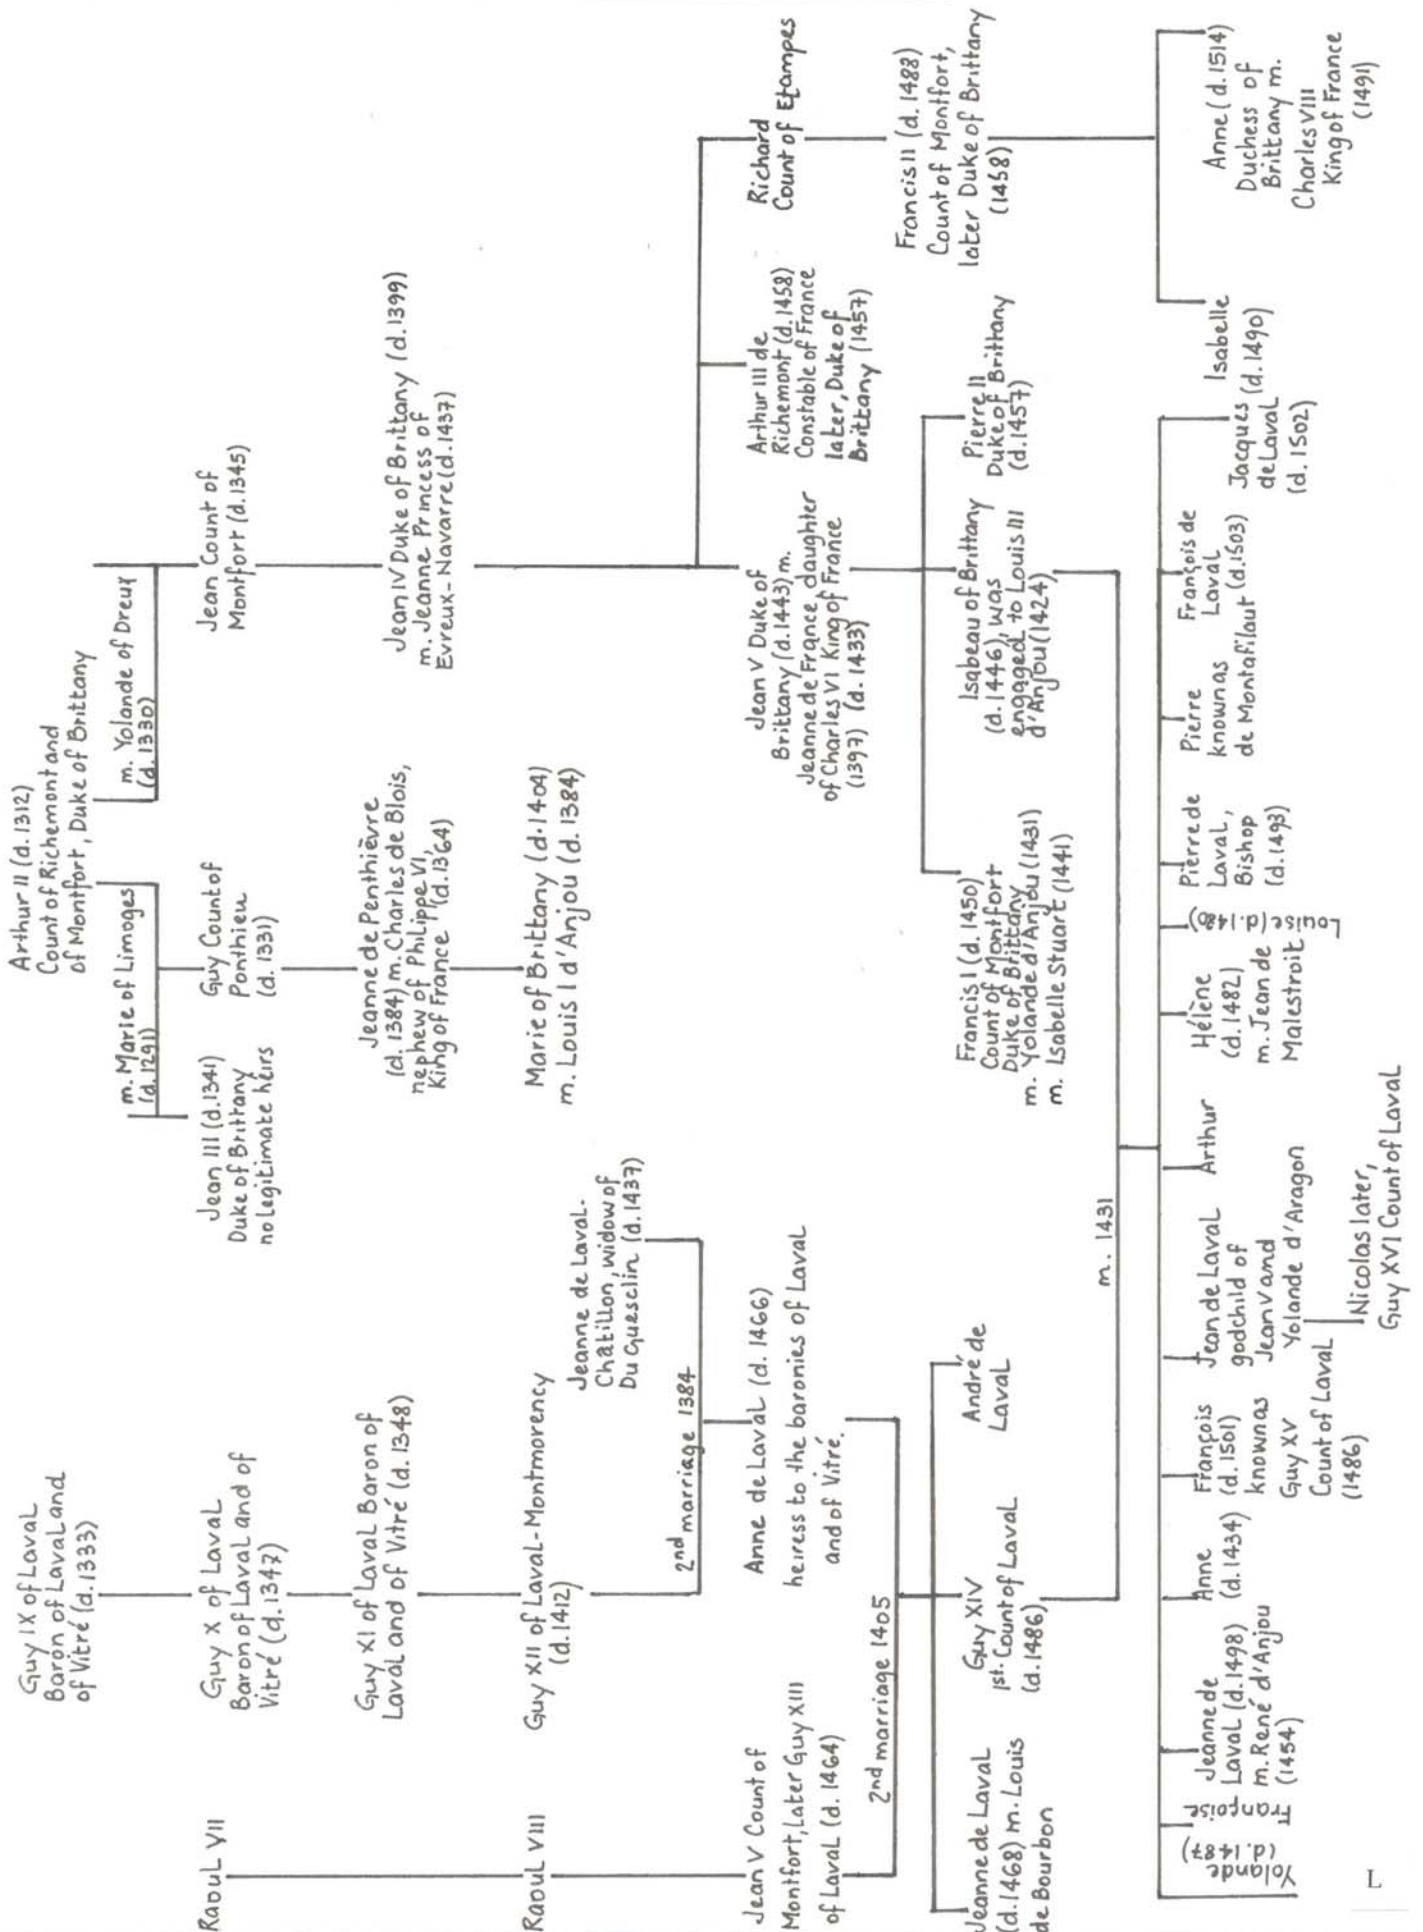 Arthur II (d. 1312)
Count of Richemont and
of Montfort, Duke of Brittany
m. Marie of Limoges
(d. 1291)
m. Yolande of Dreux
(d. 1330)
Guy IX of Laval
Baron of Laval and
of Vitré (d. 1333)
Raoul VII
Guy X of Laval
Baron of Laval and of
Vitré (d. 1347)
Jean III (d. 1341)
Duke of Brittany
no legitimate heirs
Guy Count of
Ponthieu
(d. 1331)
Jean Count of
Montfort (d. 1345)
Guy XI of Laval Baron of
Laval and of Vitré (d. 1348)
Jeanne de Penthièvre
(d. 1384) m. Charles de Blois,
nephew of Philippe VI,
King of France (d. 1364)
Jean IV Duke of Brittany (d. 1399)
m. Jeanne Princess of
Evreux-Navarre (d. 1437)
Raoul VIII
Guy XII of Laval-Montmorency
(d. 1412)
Jeanne de Laval-
Châtillon, widow of
Du Guesclin (d. 1437)
Marie of Brittany (d. 1404)
m. Louis I d'Anjou (d. 1384)
2nd marriage 1384
Jean V Count of
Montfort, later Guy XIII
of Laval (d. 1464)
Anne de Laval (d. 1466)
heiress to the baronies of Laval
and of Vitré.
Jean V Duke of
Brittany (d. 1443) m.
Jeanne de France, daughter
of Charles VI King of France
(1397) (d. 1433)
Arthur III de
Richemont (d. 1458)
Constable of France
later, Duke of
Brittany (1457)
Richard
Count of Etampes
2nd marriage 1405
Jeanne de Laval
(d. 1468) m. Louis
de Bourbon
Guy XIV
1st. Count of Laval
(d. 1486)
André de
Laval
Francis I (d. 1450)
Count of Montfort
Duke of Brittany
m. Yolande d'Anjou (1431)
m. Isabelle Stuart (1441)
Isabeau of Brittany
(d. 1446), was
engaged to Louis III
d'Anjou (1424)
Pierre II
Duke of Brittany
(d. 1457)
Francis II (d. 1488)
Count of Montfort,
later Duke of Brittany
(1458)
m. 1431
Yolande
(d. 1487)
Françoise
Jeanne de
Laval (d. 1498)
m. René d'Anjou
(1454)
Anne
(d. 1434)
François
(d. 1501)
known as
Guy XV
Count of Laval
(1486)
Jean de Laval
godchild of
Jean V and
Yolande d'Aragon
Nicolas later,
Guy XVI Count of Laval
Arthur
Hélène
(d. 1482)
m. Jean de
Malestroit
Louise (d. 1480)
Pierre de
Laval,
Bishop
(d. 1493)
Pierre
known as
de Montafilaut
François de
Laval
(d. 1503)
Jacques
de Laval
(d. 1502)
Isabelle
(d. 1490)
Anne (d. 1514)
Duchess of
Brittany m.
Charles VIII
King of France
(1491)
L